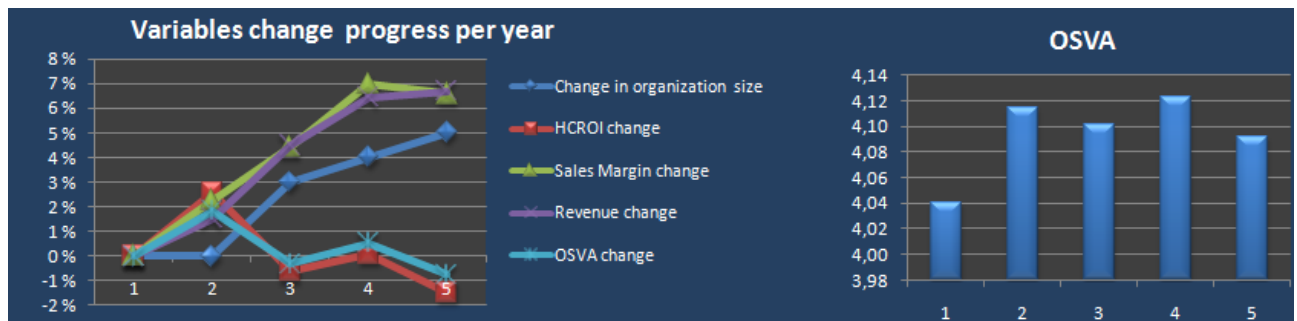 Variables change progress per year
8 %
7 %
6 %
5 %
4 %
3 %
2 %
1 %
0 %
-1 %
-2 %
1 2 3 4 5
Change in organization size
HCROI change
Sales Margin change
Revenue change
OSVA change
OSVA
4,14
4,12
4,10
4,08
4,06
4,04
4,02
4,00
3,98
1 2 3 4 5